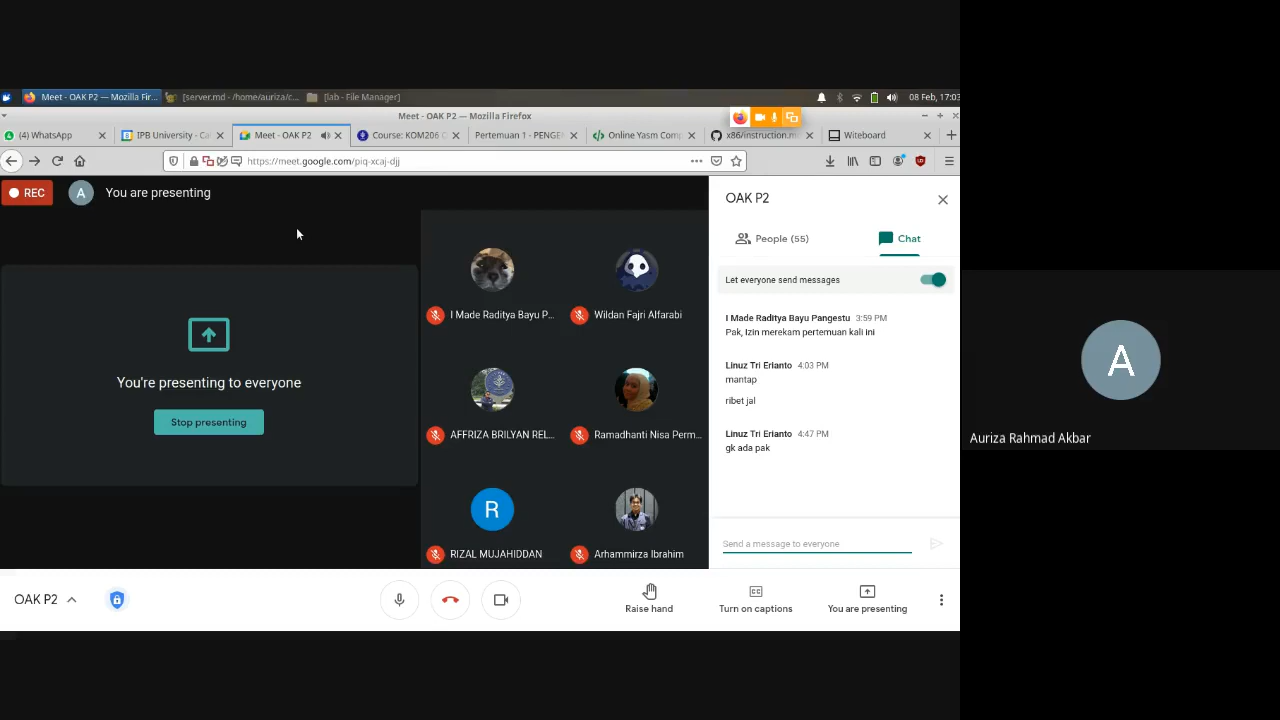 Meet - OAK P2 — Mozilla Fir...
[server.md - /home/auriza/c...
[lab - File Manager]
08 Feb, 17:03
Meet - OAK P2 — Mozilla Firefox
(4) WhatsApp
IPB University - Ca
Meet - OAK P2
Course: KOM206 O
Pertemuan 1 - PENGE
Online Yasm Comp
x86/instruction.m
Witeboard
https://meet.google.com/piq-xcaj-djj
REC
A
You are presenting
OAK P2
People (55)
Chat
Let everyone send messages
I Made Raditya Bayu P...
Wildan Fajri Alfarabi
I Made Raditya Bayu Pangestu 3:59 PM
Pak, Izin merekam pertemuan kali ini
Linuz Tri Erianto 4:03 PM
mantap
ribet jal
You're presenting to everyone
Stop presenting
AFFRIZA BRILYAN REL...
Ramadhanti Nisa Perm...
Linuz Tri Erianto 4:47 PM
gk ada pak
A
Auriza Rahmad Akbar
R
RIZAL MUJAHIDDAN
Arhammirza Ibrahim
Send a message to everyone
OAK P2
Raise hand
Turn on captions
You are presenting